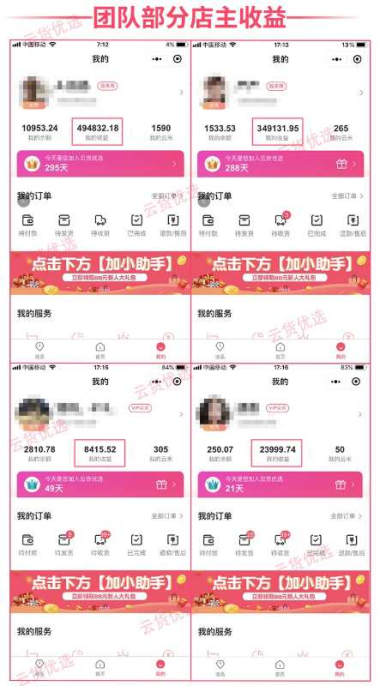 团队部分店主收益
中国移动 7:12 4%
我的
10953.24 494832.18 1590
我的余额 我的收益 我的云米
今天是您加入云货优选
295天
我的订单 全部订单
待付款 待发货 待收货 已完成 退款/售后
点击下方【加小助手】
立即领取88元新人大礼包
我的服务
首页 我的
中国移动 17:13 13%
我的
1533.53 349131.95 265
我的余额 我的收益 我的云米
今天是您加入云货优选
288天
我的订单 全部订单
待付款 待发货 待收货 已完成 退款/售后
点击下方【加小助手】
立即领取88元新人大礼包
我的服务
首页 我的
中国移动 17:15 84%
我的
VIP会员
2810.78 8415.52 305
我的余额 我的收益 我的云米
今天是您加入云货优选
49天
我的订单 全部订单
待付款 待发货 待收货 已完成 退款/售后
点击下方【加小助手】
立即领取88元新人大礼包
我的服务
首页 我的
中国移动 17:16 83%
我的
VIP会员
250.07 23999.74 50
我的余额 我的收益 我的云米
今天是您加入云货优选
21天
我的订单 全部订单
待付款 待发货 待收货 已完成 退款/售后
点击下方【加小助手】
立即领取88元新人大礼包
我的服务
首页 我的
云货优选